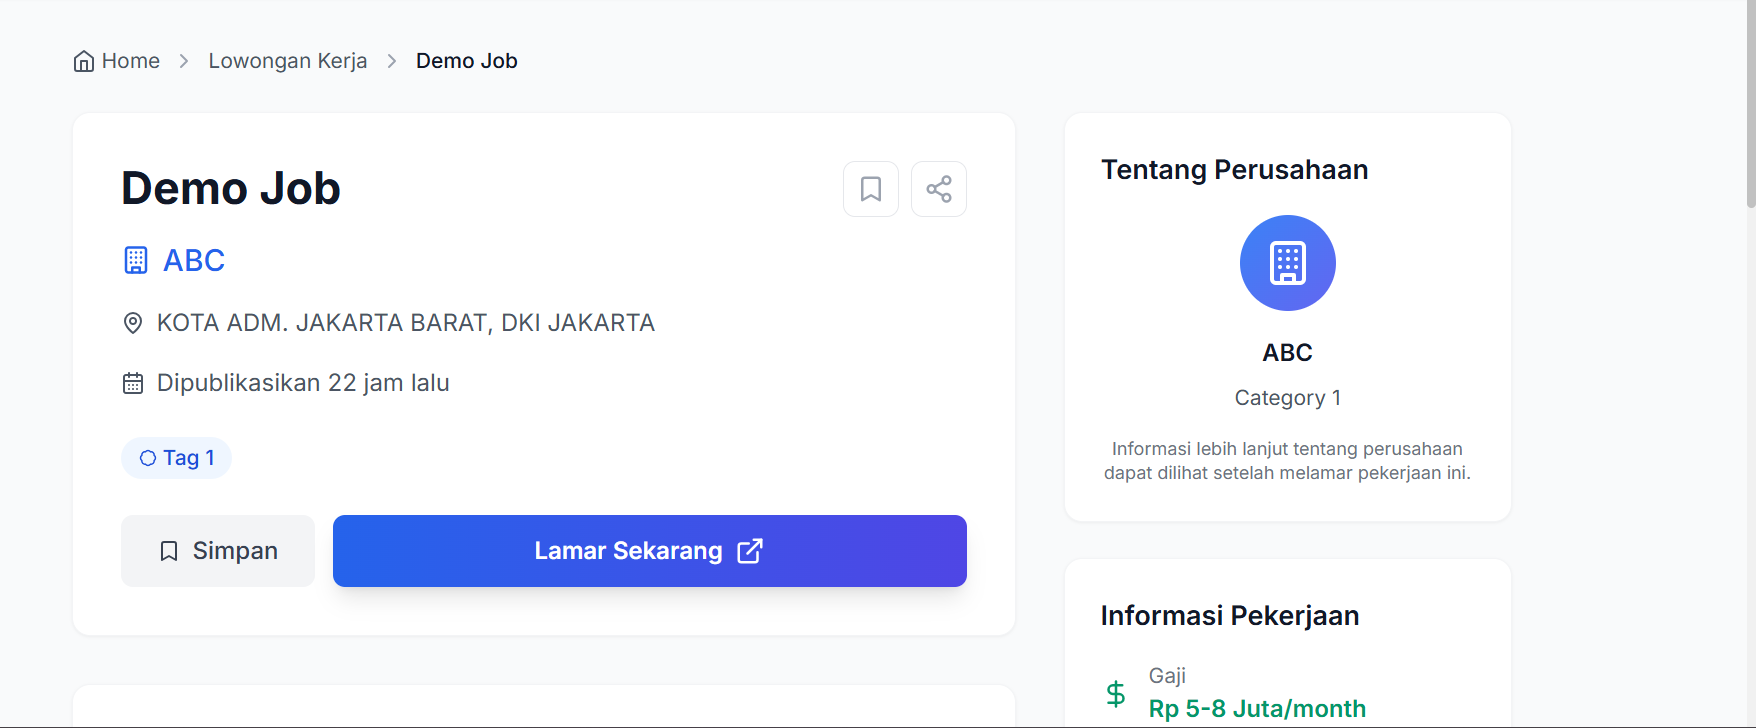 Home
Lowongan Kerja
Demo Job
Demo Job
ABC
KOTA ADM. JAKARTA BARAT, DKI JAKARTA
Dipublikasikan 22 jam lalu
Tag 1
Simpan
Lamar Sekarang
Tentang Perusahaan
ABC
Category 1
Informasi lebih lanjut tentang perusahaan
dapat dilihat setelah melamar pekerjaan ini.
Informasi Pekerjaan
Gaji
Rp 5-8 Juta/month